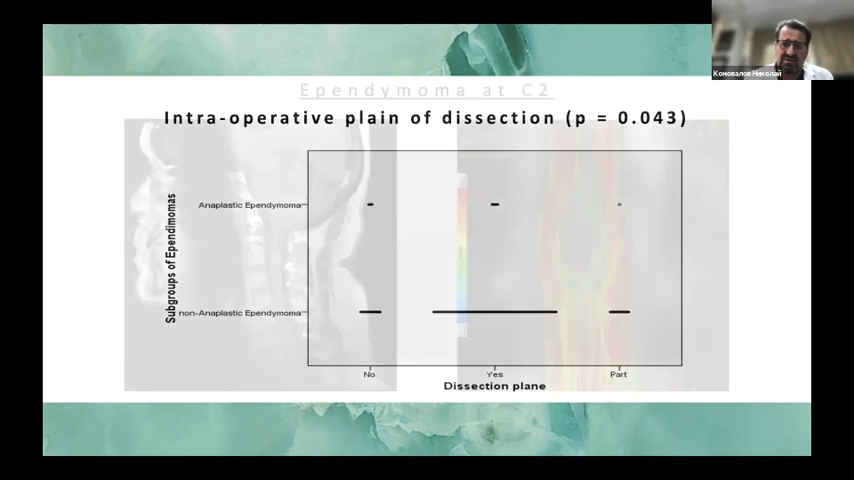 Коновалов Николай
Ependymoma at C2
Intra-operative plain of dissection (p = 0.043)
Subgroups of Ependimomas
Anaplastic Ependymoma
non-Anaplastic Ependymoma
No Yes Part
Dissection plane